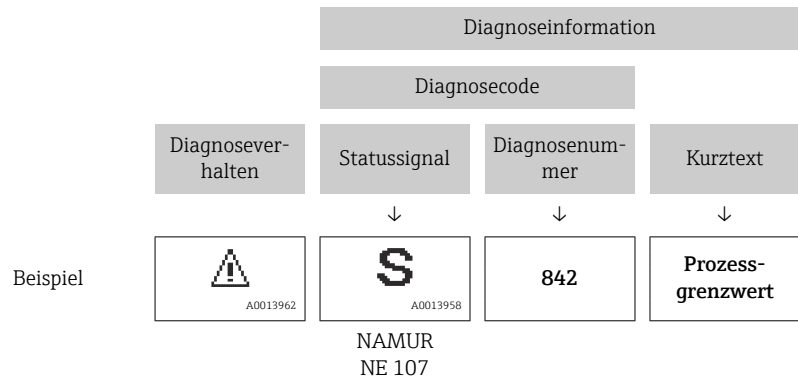 Diagnoseinformation
Diagnosecode
Diagnosever-
halten
Statussignal
Diagnosenum-
mer
Kurztext
Beispiel
A0013962
S
A0013958
842
Prozess-
grenzwert
NAMUR
NE 107